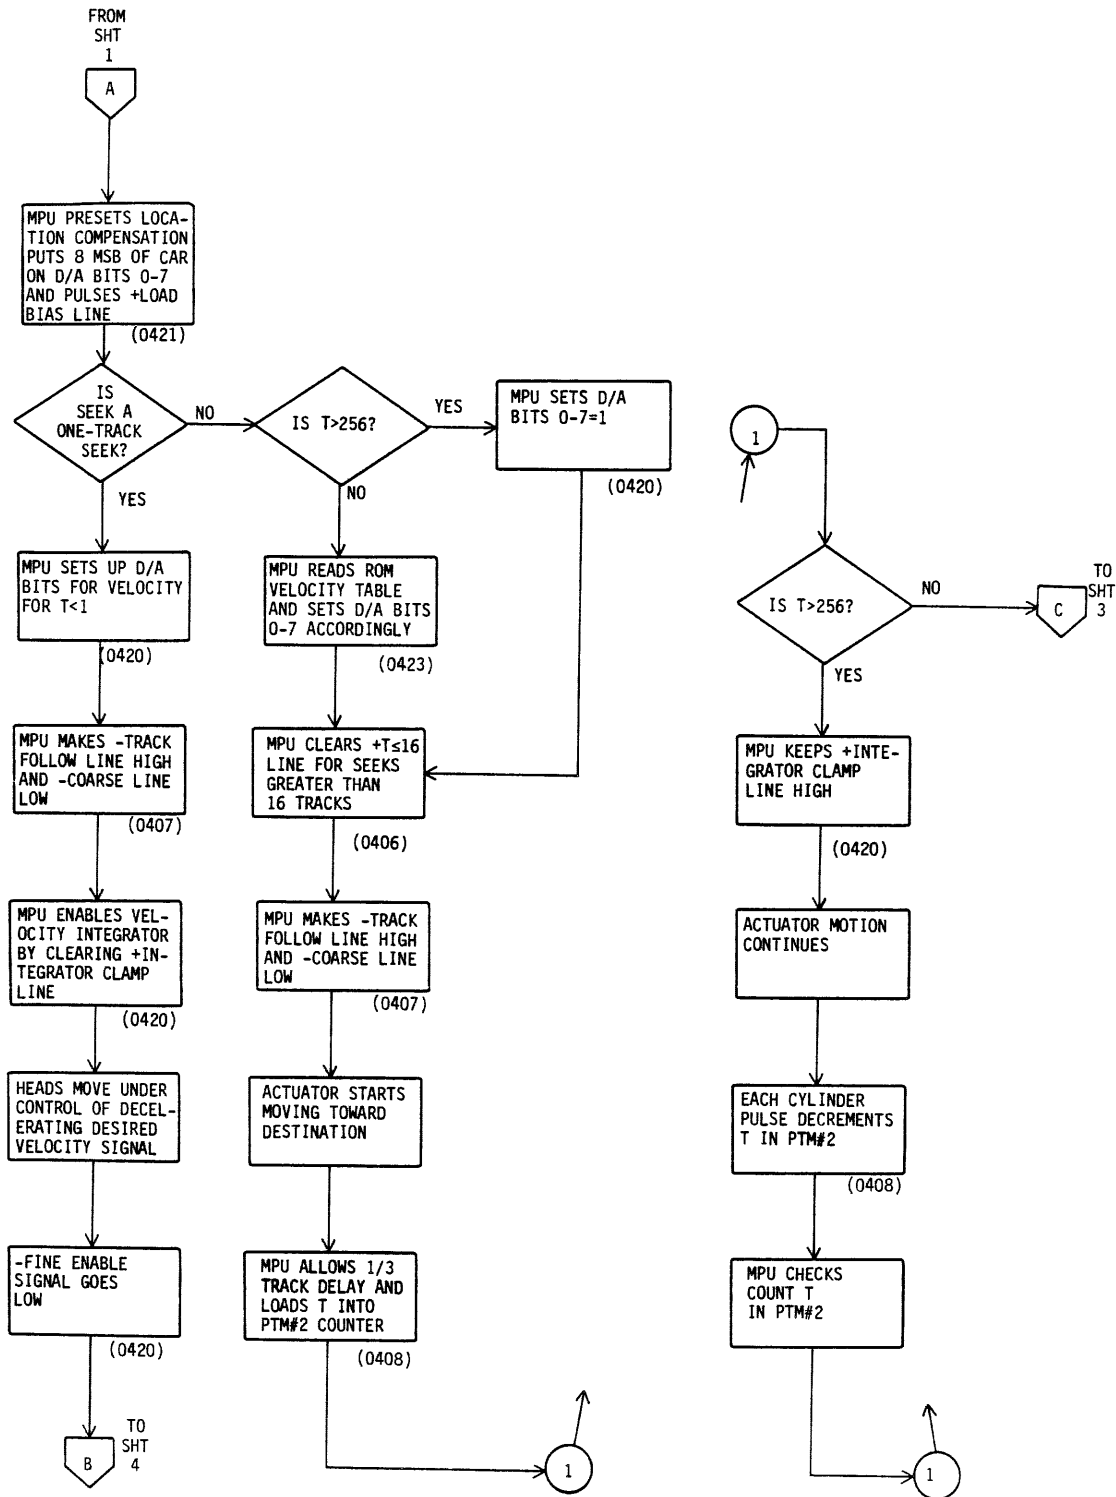 FROM
SHT
1
A
MPU PRESETS LOCA-
TION COMPENSATION
PUTS 8 MSB OF CAR
ON D/A BITS 0-7
AND PULSES +LOAD
BIAS LINE
(0421)
IS
SEEK A
ONE-TRACK
SEEK?
NO
YES
MPU SETS UP D/A
BITS FOR VELOCITY
FOR T<1
(0420)
MPU MAKES -TRACK
FOLLOW LINE HIGH
AND -COARSE LINE
LOW
(0407)
MPU ENABLES VEL-
OCITY INTEGRATOR
BY CLEARING +IN-
TEGRATOR CLAMP
LINE
(0420)
HEADS MOVE UNDER
CONTROL OF DECEL-
ERATING DESIRED
VELOCITY SIGNAL
-FINE ENABLE
SIGNAL GOES
LOW
(0420)
B
TO
SHT
4
IS T>256?
YES
NO
MPU SETS D/A
BITS 0-7=1
(0420)
MPU READS ROM
VELOCITY TABLE
AND SETS D/A BITS
0-7 ACCORDINGLY
(0423)
MPU CLEARS +T≤16
LINE FOR SEEKS
GREATER THAN
16 TRACKS
(0406)
MPU MAKES -TRACK
FOLLOW LINE HIGH
AND -COARSE LINE
LOW
(0407)
ACTUATOR STARTS
MOVING TOWARD
DESTINATION
MPU ALLOWS 1/3
TRACK DELAY AND
LOADS T INTO
PTM#2 COUNTER
(0408)
1
1
IS T>256?
NO
C
TO
SHT
3
YES
MPU KEEPS +INTE-
GRATOR CLAMP
LINE HIGH
(0420)
ACTUATOR MOTION
CONTINUES
EACH CYLINDER
PULSE DECREMENTS
T IN PTM#2
(0408)
MPU CHECKS
COUNT T
IN PTM#2
1